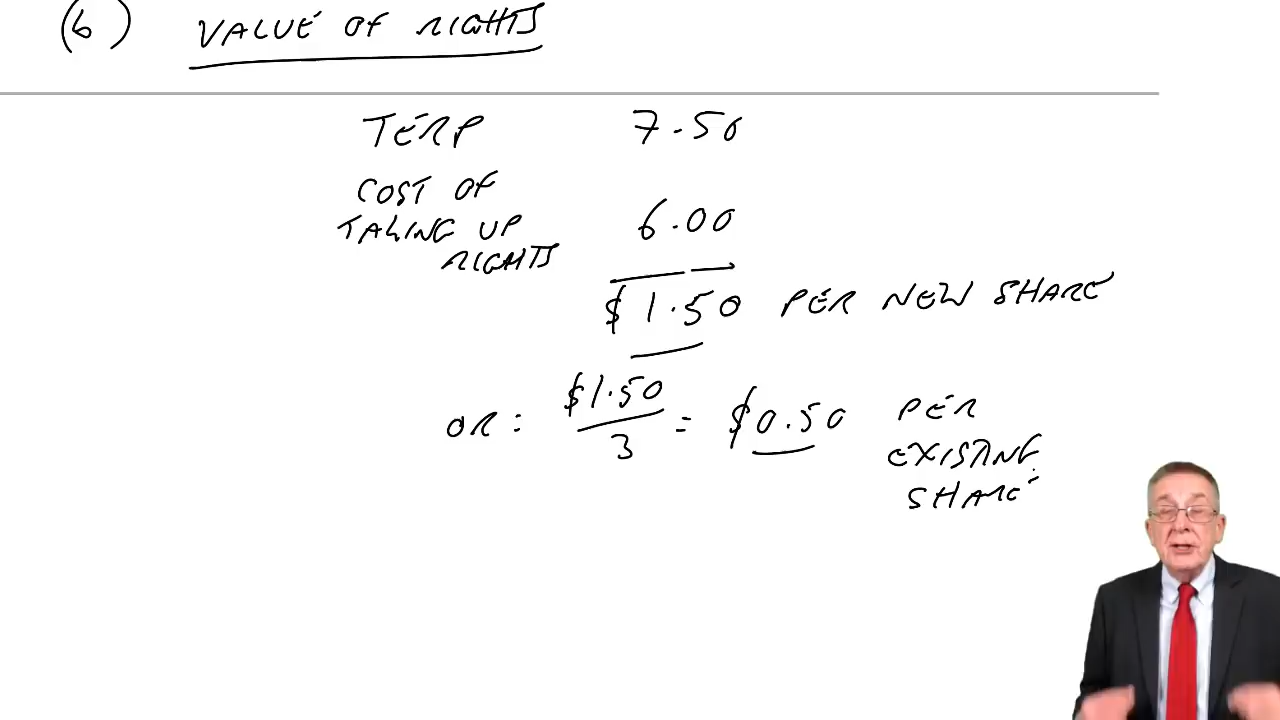 (b) VALUE OF RIGHTS
TERP 7.50
COST OF
TAKING UP 6.00
RIGHTS
$1.50 PER NEW SHARE
OR: $1.50/3 = $0.50 PER
EXISTING
SHARE